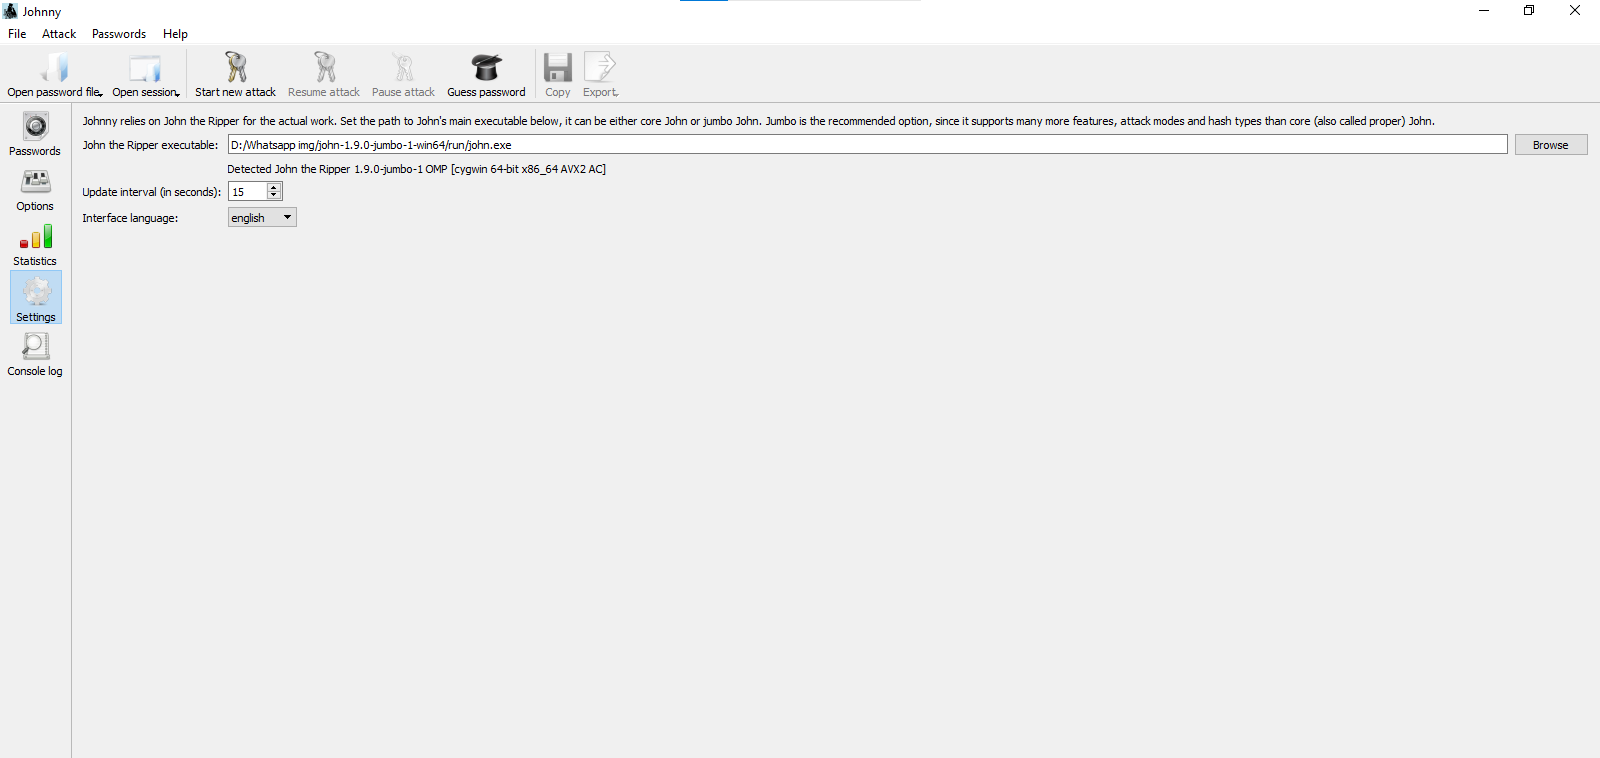 Johnny
File Attack Passwords Help
Open password file Open session Start new attack Resume attack Pause attack Guess password Copy Export
Passwords
Options
Statistics
Settings
Console log
Johnny relies on John the Ripper for the actual work. Set the path to John's main executable below, it can be either core John or jumbo John. Jumbo is the recommended option, since it supports many more features, attack modes and hash types than core (also called proper) John.
John the Ripper executable: D:/Whatsapp img/john-1.9.0-jumbo-1-win64/run/john.exe Browse
Detected John the Ripper 1.9.0-jumbo-1 OMP [cygwin 64-bit x86_64 AVX2 AC]
Update interval (in seconds): 15
Interface language: english